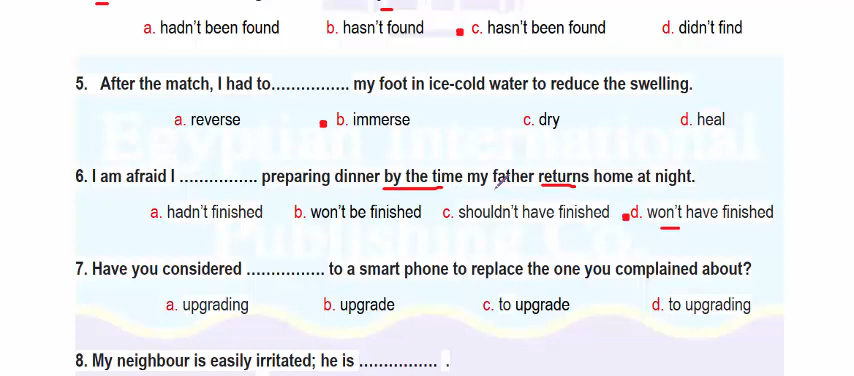 a. hadn't been found b. hasn't found c. hasn't been found d. didn't find
5. After the match, I had to................ my foot in ice-cold water to reduce the swelling.
a. reverse b. immerse c. dry d. heal
6. I am afraid I ................ preparing dinner by the time my father returns home at night.
a. hadn't finished b. won't be finished c. shouldn't have finished d. won't have finished
7. Have you considered ................ to a smart phone to replace the one you complained about?
a. upgrading b. upgrade c. to upgrade d. to upgrading
8. My neighbour is easily irritated; he is ................ .
Egyptian International
Publishing Co.